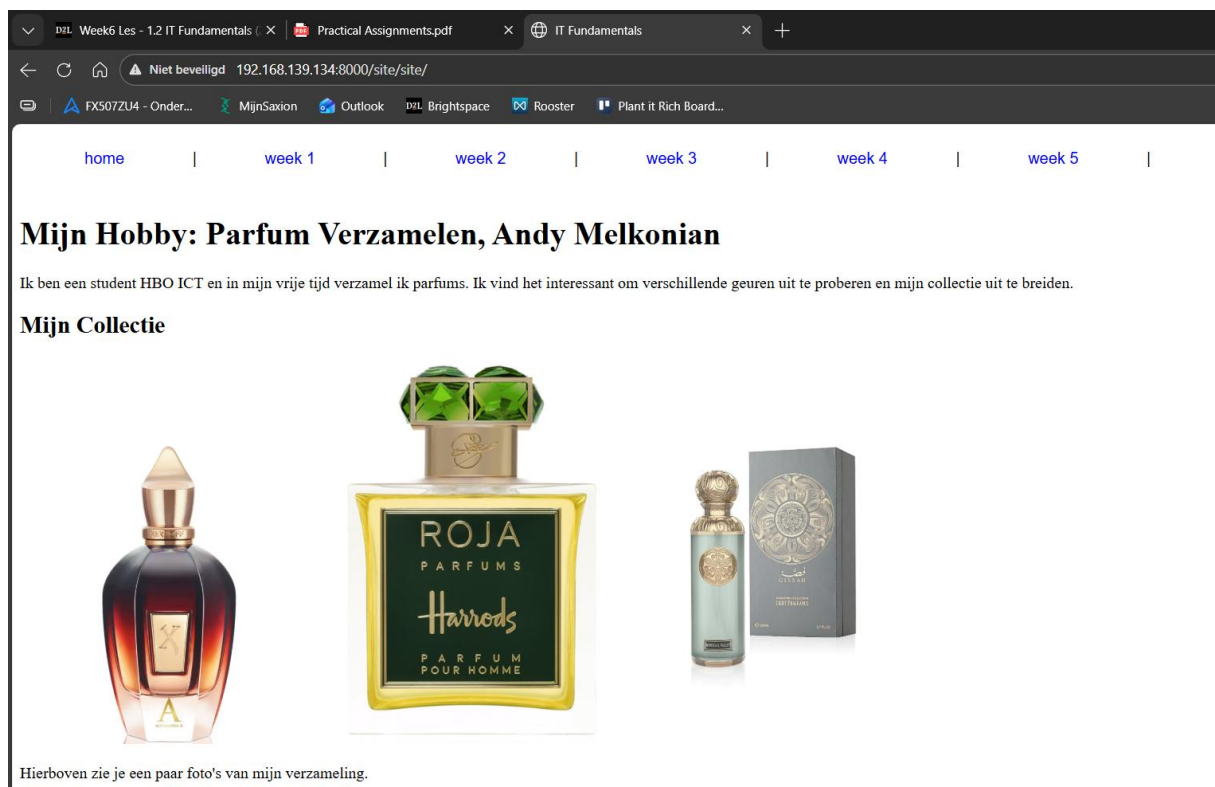 Week6 Les - 1.2 IT Fundamentals (
Practical Assignments.pdf
IT Fundamentals
Niet beveiligd 192.168.139.134:8000/site/site/
FX507ZU4 - Onder... MijnSaxion Outlook D2L Brightspace Rooster Plant it Rich Board...
home | week 1 | week 2 | week 3 | week 4 | week 5 |
Mijn Hobby: Parfum Verzamelen, Andy Melkonian
Ik ben een student HBO ICT en in mijn vrije tijd verzamel ik parfums. Ik vind het interessant om verschillende geuren uit te proberen en mijn collectie uit te breiden.
Mijn Collectie
X
A
ROJA
PARFUMS
Harrods
PARFUM
POUR HOMME
GISSAH
Hierboven zie je een paar foto's van mijn verzameling.